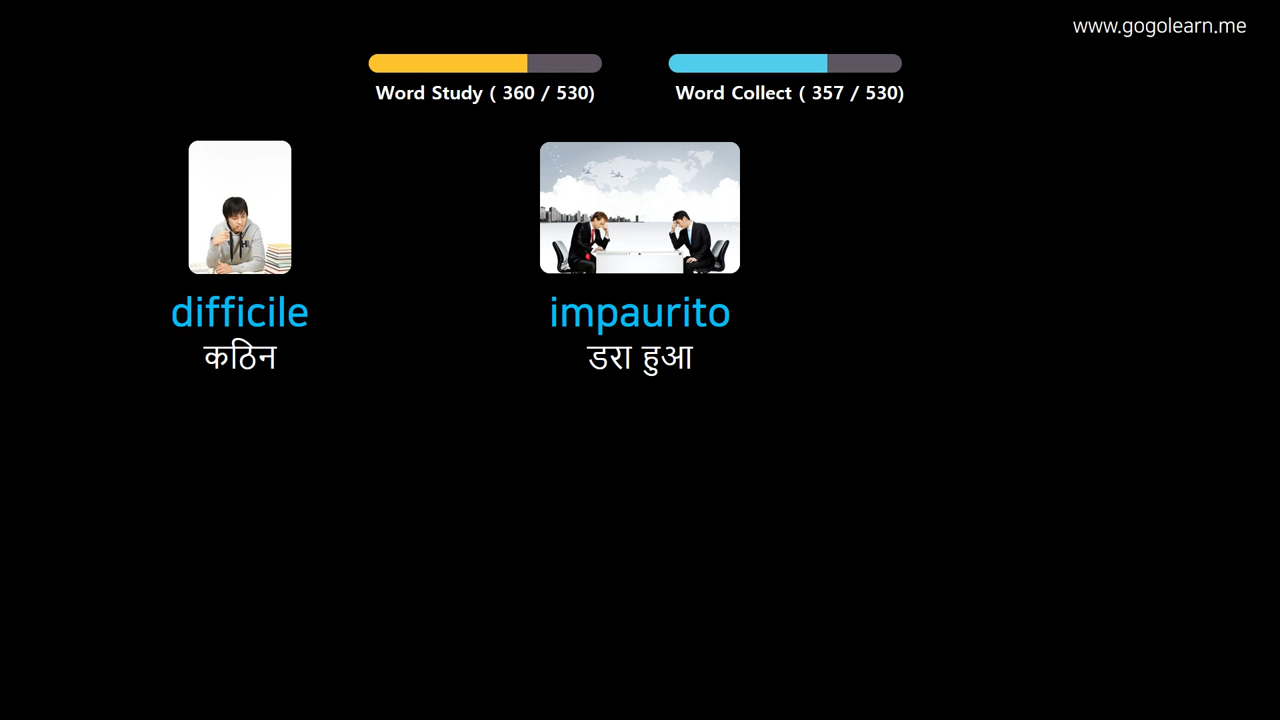 www.gogolearn.me
Word Study ( 360 / 530)
Word Collect ( 357 / 530)
difficile
कठिन
impaurito
डरा हुआ